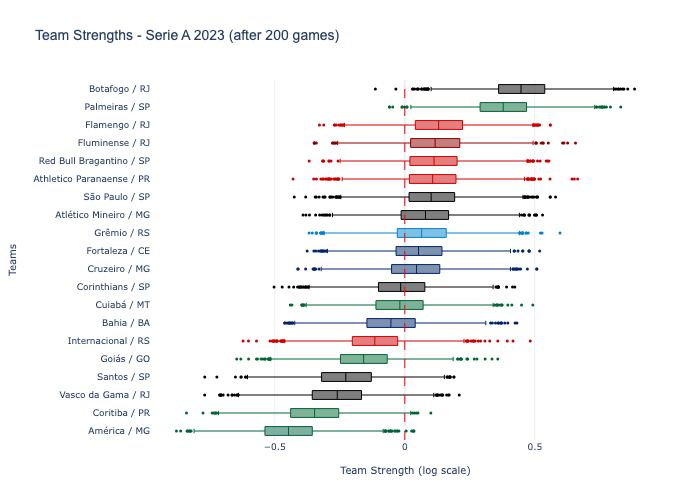 Team Strengths - Serie A 2023 (after 200 games)
Botafogo / RJ
Palmeiras / SP
Flamengo / RJ
Fluminense / RJ
Red Bull Bragantino / SP
Athletico Paranaense / PR
São Paulo / SP
Atlético Mineiro / MG
Grêmio / RS
Fortaleza / CE
Cruzeiro / MG
Corinthians / SP
Cuiabá / MT
Bahia / BA
Internacional / RS
Goiás / GO
Santos / SP
Vasco da Gama / RJ
Coritiba / PR
América / MG
Teams
−0.5 0 0.5
Team Strength (log scale)